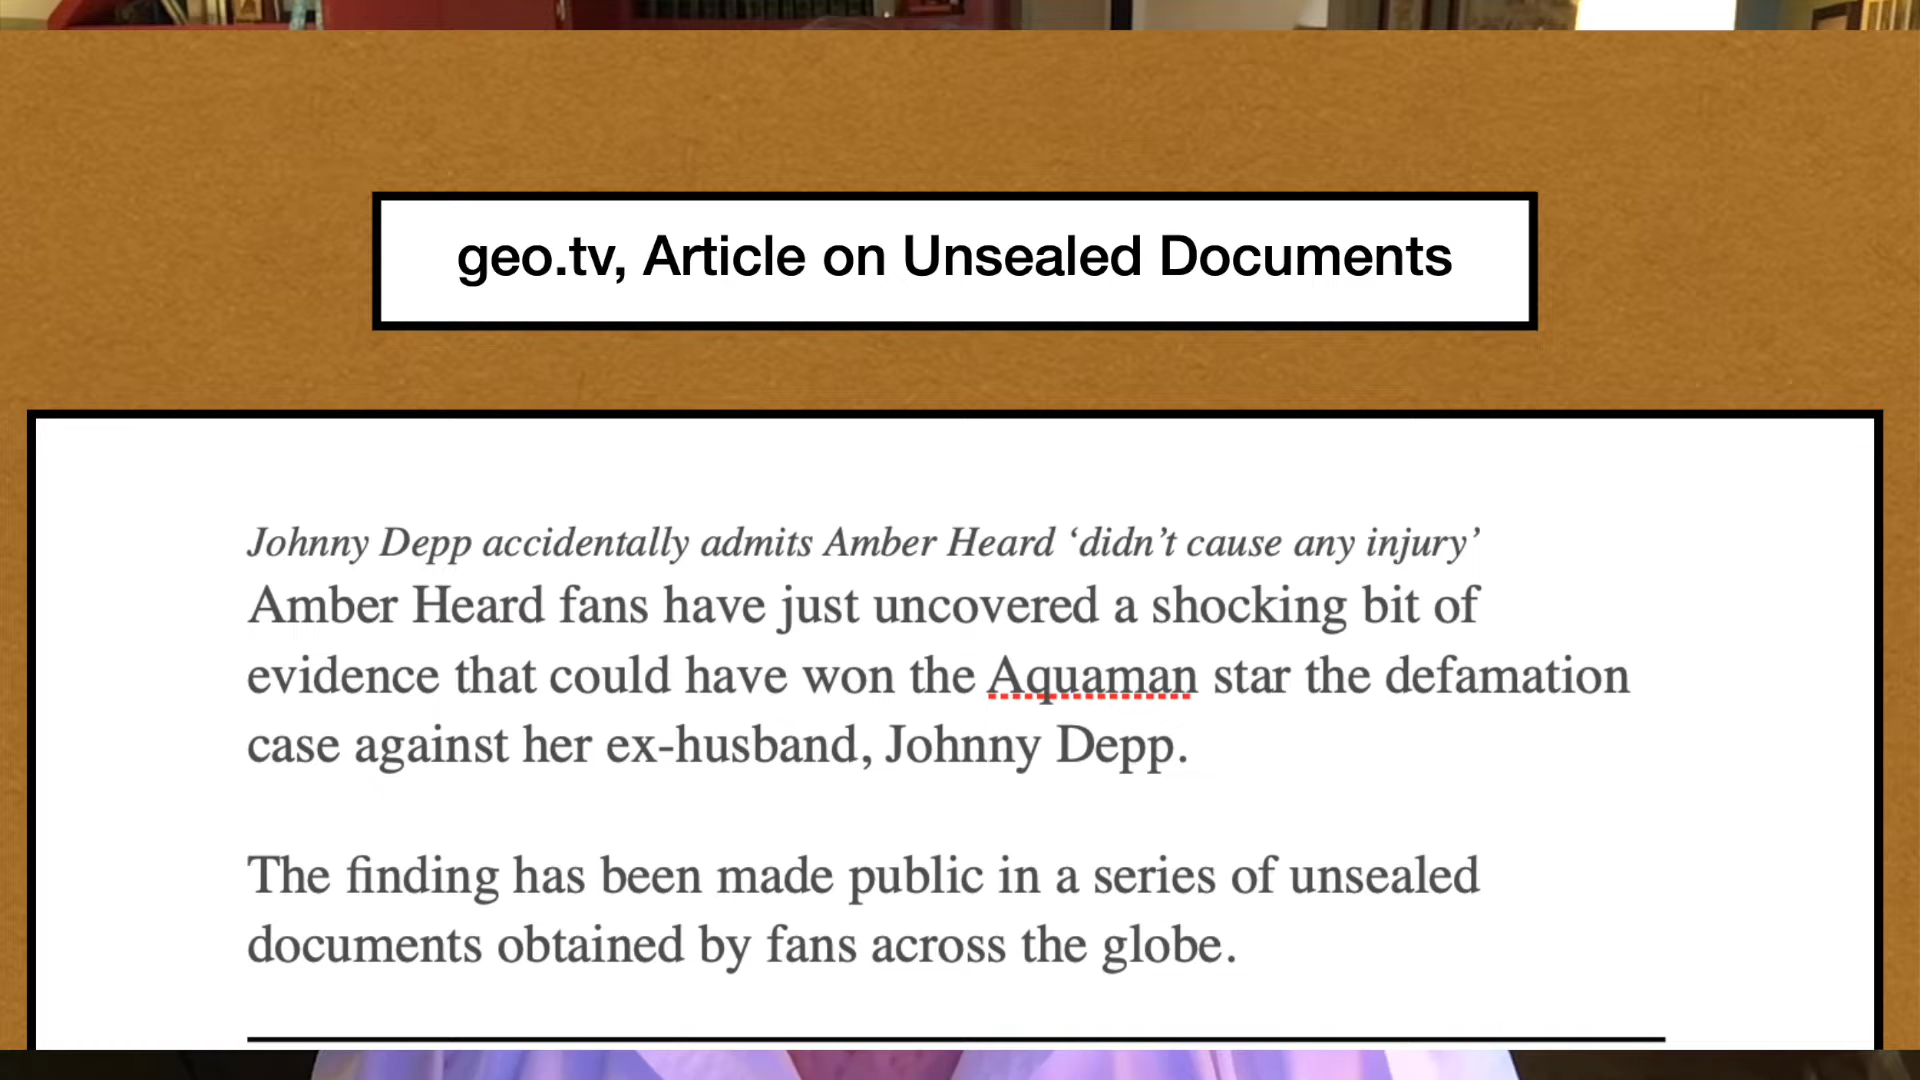 geo.tv, Article on Unsealed Documents
Johnny Depp accidentally admits Amber Heard ‘didn’t cause any injury’
Amber Heard fans have just uncovered a shocking bit of
evidence that could have won the Aquaman star the defamation
case against her ex-husband, Johnny Depp.
The finding has been made public in a series of unsealed
documents obtained by fans across the globe.